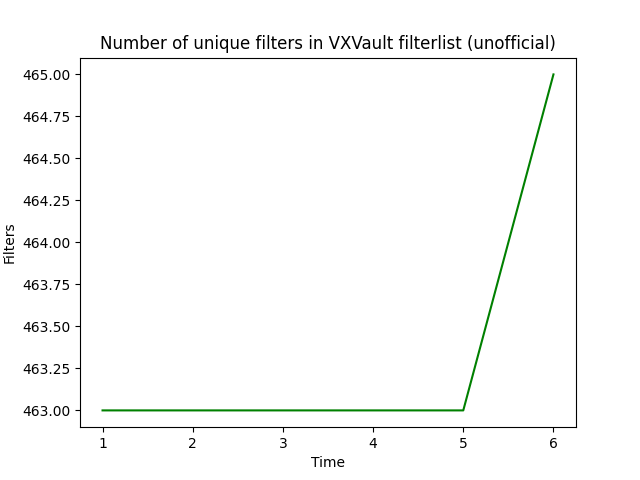 Number of unique filters in VXVault filterlist (unofficial)
465.00
464.75
464.50
464.25
464.00
463.75
463.50
463.25
463.00
Filters
1 2 3 4 5 6
Time